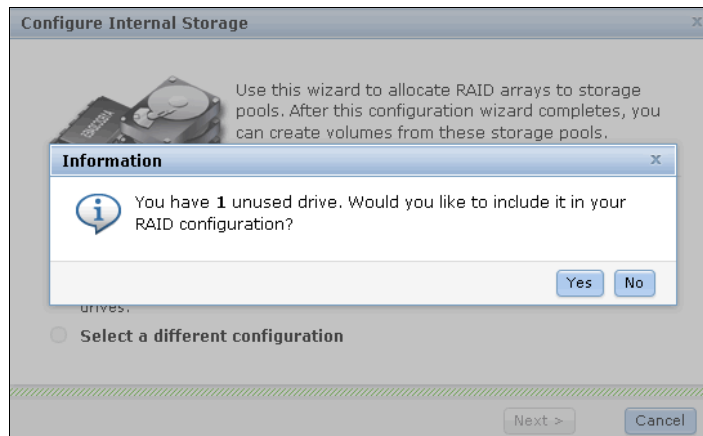 Configure Internal Storage
x
Use this wizard to allocate RAID arrays to storage
pools. After this configuration wizard completes, you
can create volumes from these storage pools.
Information
x
You have 1 unused drive. Would you like to include it in your
RAID configuration?
Yes No
drives.
Select a different configuration
Next > Cancel